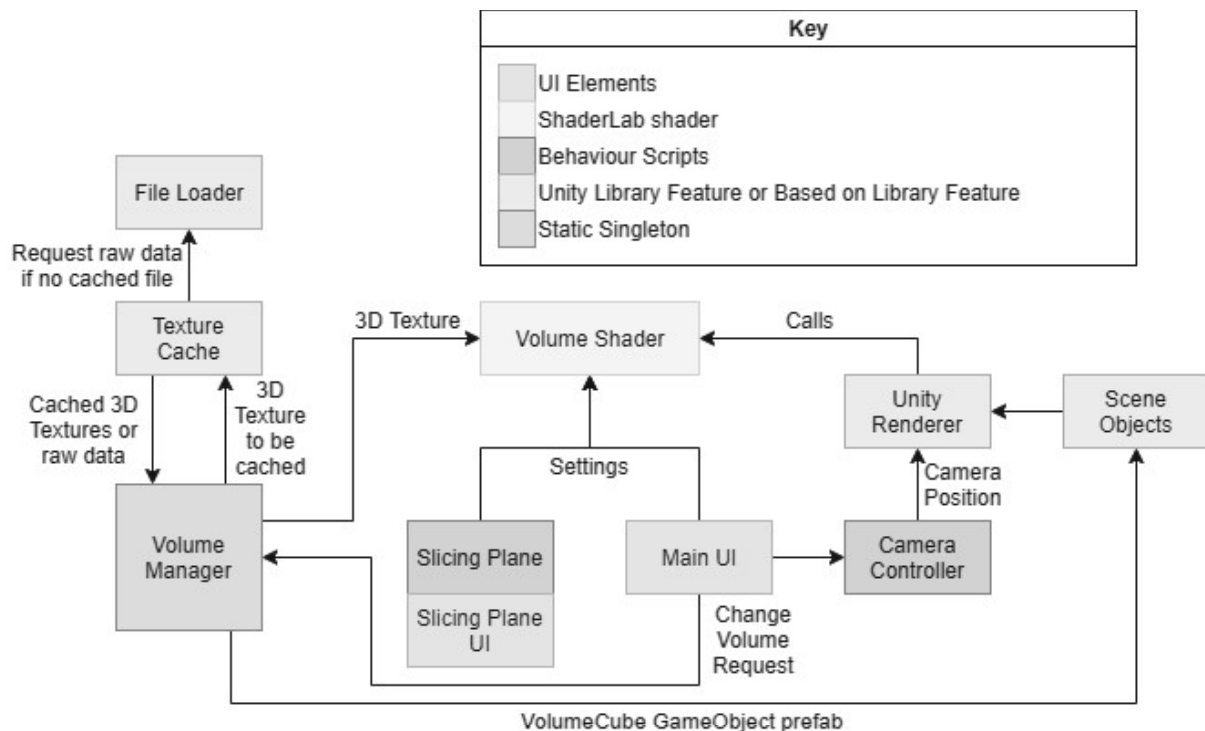 Key
UI Elements
ShaderLab shader
Behaviour Scripts
Unity Library Feature or Based on Library Feature
Static Singleton
File Loader
Request raw data
if no cached file
Texture
Cache
3D Texture
Volume Shader
Calls
Cached 3D
Textures or
raw data
3D
Texture
to be
cached
Unity
Renderer
Scene
Objects
Settings
Camera
Position
Volume
Manager
Slicing Plane
Slicing Plane
UI
Main UI
Camera
Controller
Change
Volume
Request
VolumeCube GameObject prefab